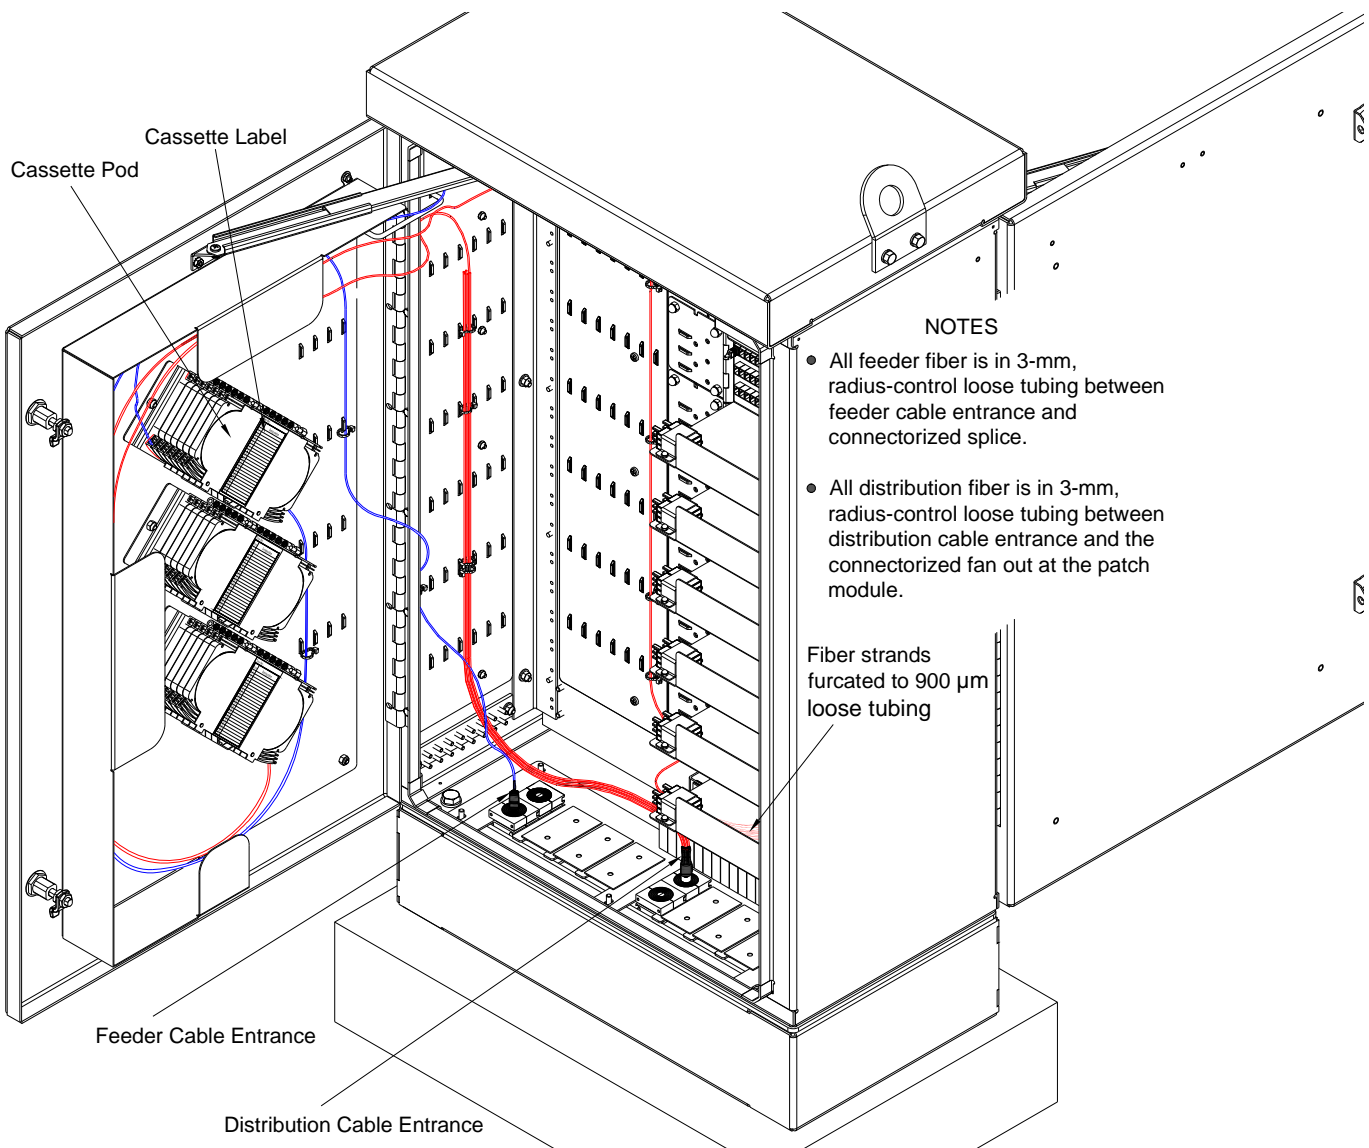 Cassette Label
Cassette Pod
NOTES
• All feeder fiber is in 3-mm,
radius-control loose tubing between
feeder cable entrance and
connectorized splice.
• All distribution fiber is in 3-mm,
radius-control loose tubing between
distribution cable entrance and the
connectorized fan out at the patch
module.
Fiber strands
furcated to 900 µm
loose tubing
Feeder Cable Entrance
Distribution Cable Entrance